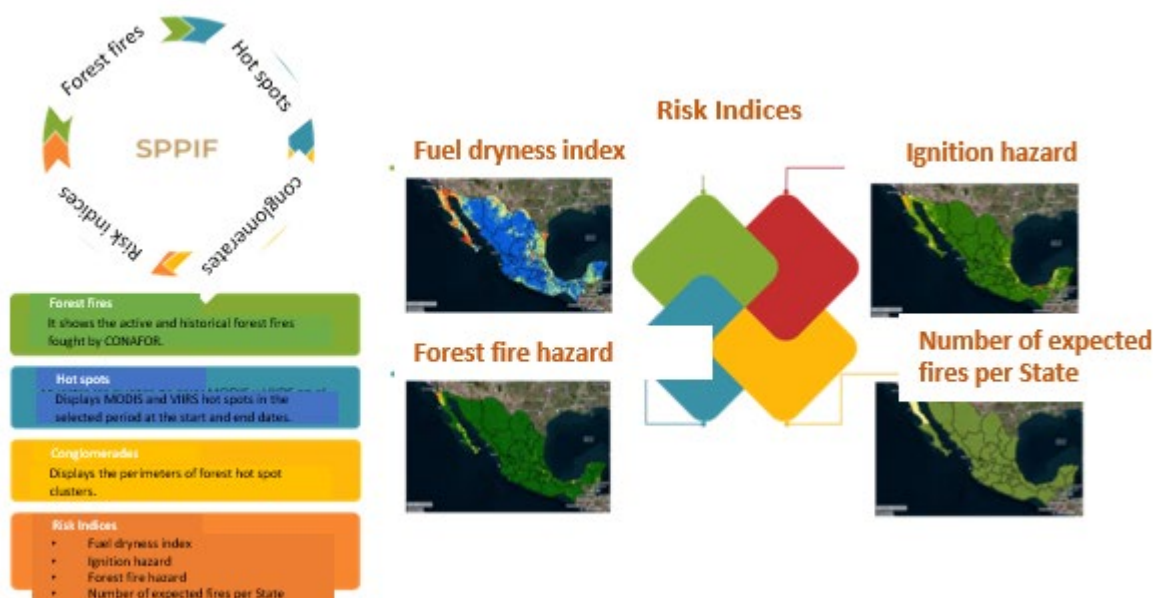 Forest fires
Hot spots
conglomerates
Risk indices
SPPIF
Forest fires
It shows the active and historical forest fires
fought by CONAFOR.
Hot spots
Displays MODIS and VIIRS hot spots in the
selected period at the start and end dates.
Conglomerades
Displays the perimeters of forest hot spot
clusters.
Risk Indices
• Fuel dryness index
• Ignition hazard
• Forest fire hazard
• Number of expected fires per State
Risk Indices
Fuel dryness index
Ignition hazard
Forest fire hazard
Number of expected
fires per State